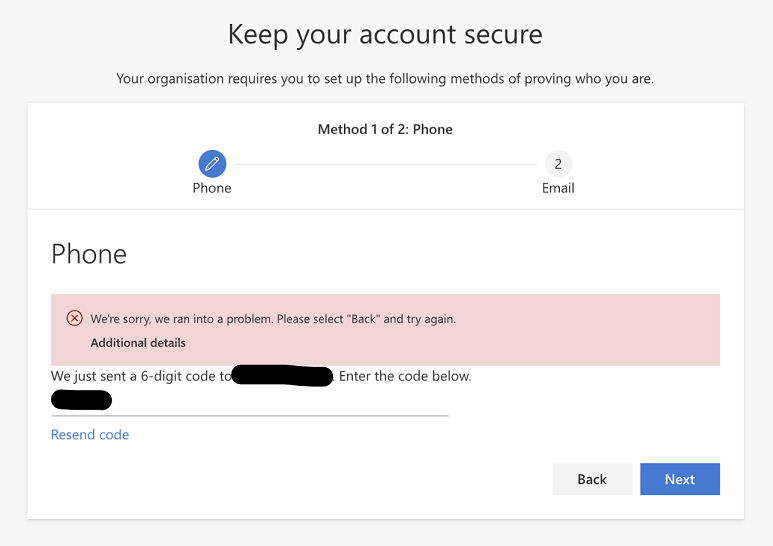 Keep your account secure
Your organisation requires you to set up the following methods of proving who you are.
Method 1 of 2: Phone
2
Phone
Email
Phone
We're sorry, we ran into a problem. Please select "Back" and try again.
Additional details
We just sent a 6-digit code to Enter the code below.
Resend code
Back
Next